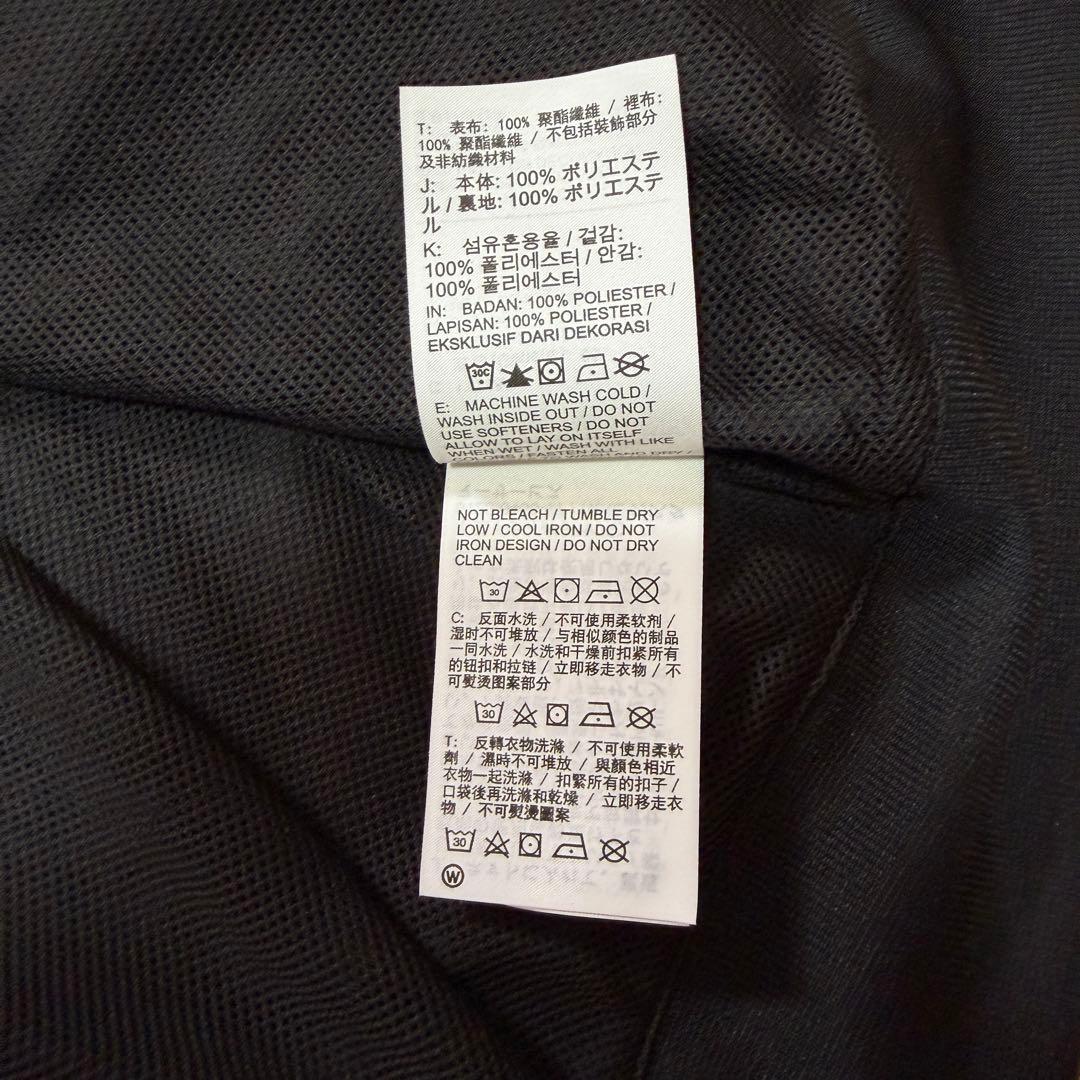 T: 表布: 100% 聚酯纖維 / 裡布:
100% 聚酯纖維 / 不包括裝飾部分
及非紡織材料
J: 本体: 100% ポリエステ
ル / 裏地: 100% ポリエステ
ル
K: 섬유혼용율 / 겉감:
100% 폴리에스터 / 안감:
100% 폴리에스터
IN: BADAN: 100% POLIESTER /
LAPISAN: 100% POLIESTER /
EKSKLUSIF DARI DEKORASI
30C
E: MACHINE WASH COLD /
WASH INSIDE OUT / DO NOT
USE SOFTENERS / DO NOT
ALLOW TO LAY ON ITSELF
WHEN WET / WASH WITH LIKE
COLORS / FASTEN ALL WASH AND DRY /
NOT BLEACH / TUMBLE DRY
LOW / COOL IRON / DO NOT
IRON DESIGN / DO NOT DRY
CLEAN
30
C: 反面水洗 / 不可使用柔软剂 /
湿时不可堆放 / 与相似颜色的制品
一同水洗 / 水洗和干燥前扣紧所有
的钮扣和拉链 / 立即移走衣物 / 不
可熨烫图案部分
30
T: 反轉衣物洗滌 / 不可使用柔軟
劑 / 濕時不可堆放 / 與顏色相近
衣物一起洗滌 / 扣緊所有的扣子 /
口袋後再洗滌和乾燥 / 立即移走衣
物 / 不可熨燙圖案
30
W